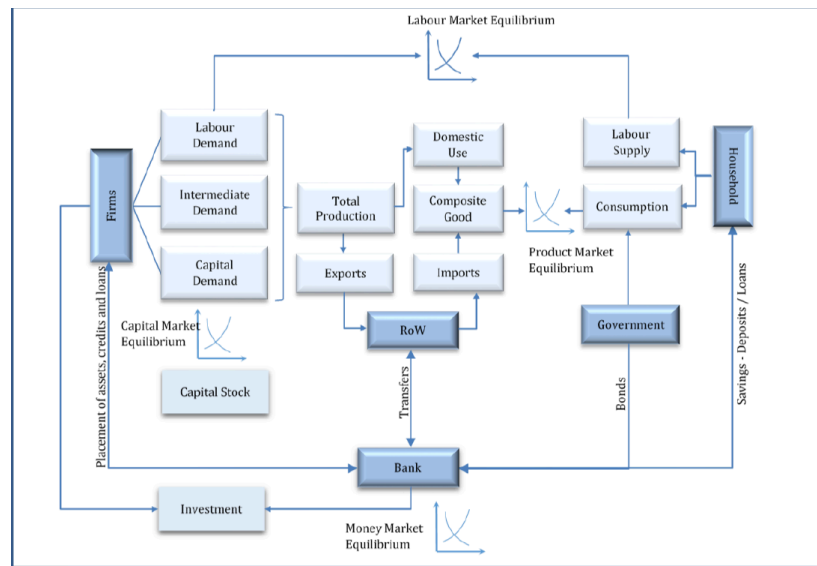 Labour Market Equilibrium
Labour
Demand
Domestic
Use
Labour
Supply
Household
Firms
Intermediate
Demand
Total
Production
Composite
Good
Consumption
Product Market
Equilibrium
Capital
Demand
Exports
Imports
Capital Market
Equilibrium
RoW
Government
Capital Stock
Placement of assets, credits and loans
Transfers
Bonds
Savings - Deposits / Loans
Bank
Investment
Money Market
Equilibrium